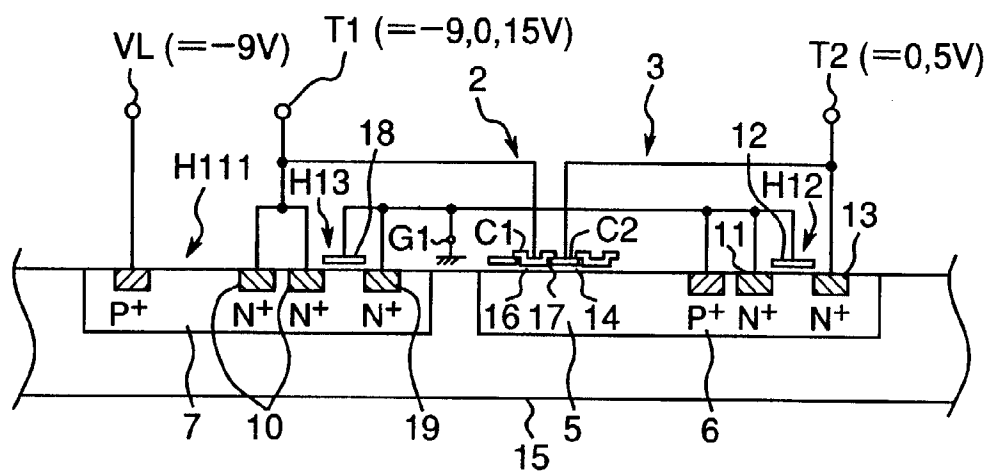 VL (=-9V)
T1 (=-9,0,15V)
T2 (=0,5V)
2
3
18
12
H111
H13
H12
13
G1
C1
C2
11
P+
N+
N+
N+
16
17
14
P+
N+
N+
7
10
19
15
5
6